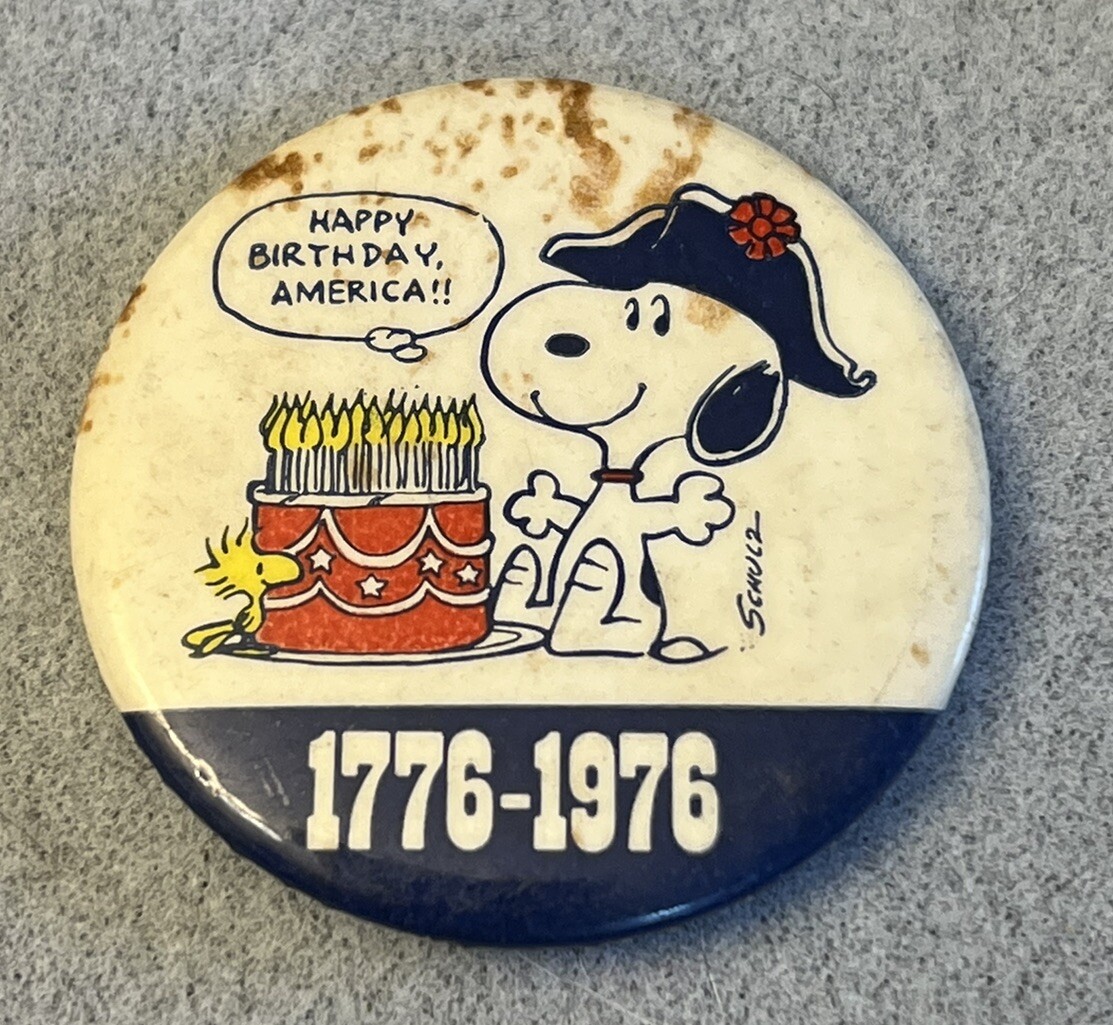 HAPPY
BIRTHDAY,
AMERICA!!
SCHULZ
1776-1976